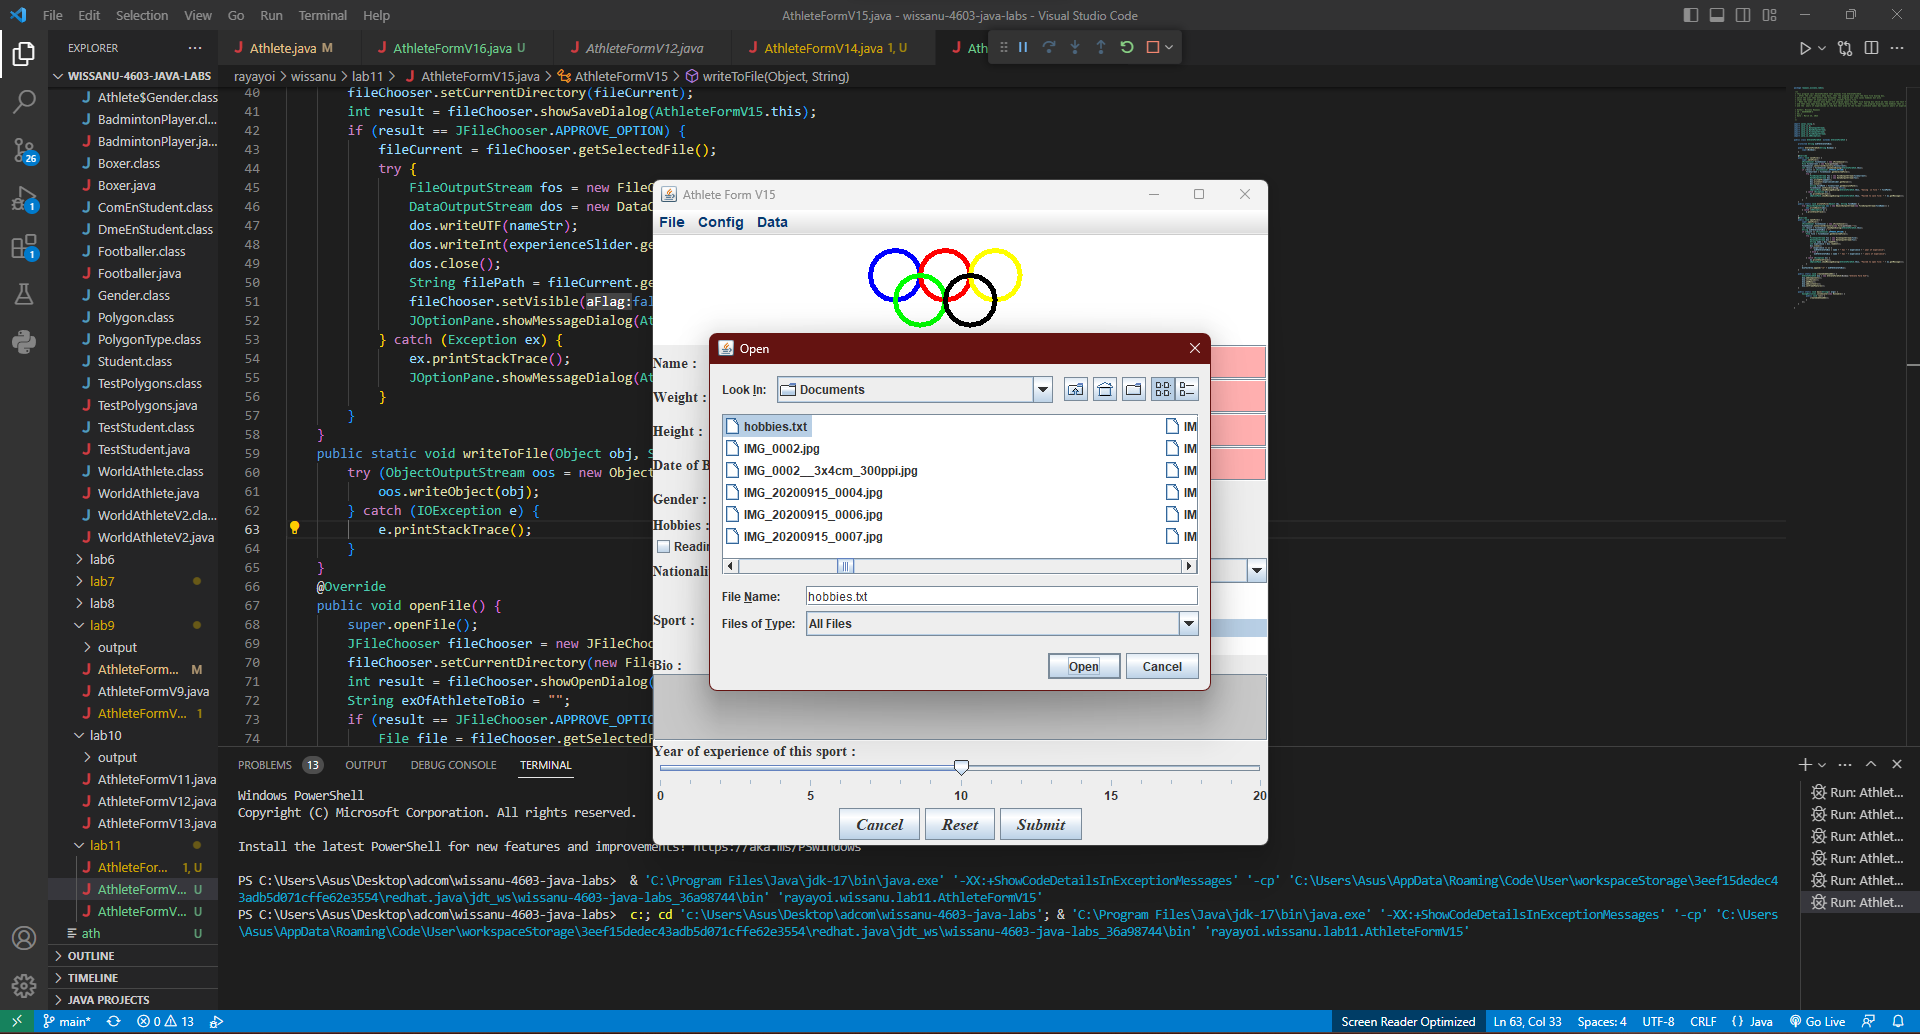 File Edit Selection View Go Run Terminal Help
AthleteFormV15.java - wissanu-4603-java-labs - Visual Studio Code
EXPLORER
Athlete.java M
AthleteFormV16.java U
AthleteFormV12.java
AthleteFormV14.java 1, U
Ath
WISSANU-4603-JAVA-LABS
rayayoi > wissanu > lab11 > AthleteFormV15.java > AthleteFormV15 > writeToFile(Object, String)
Athlete$Gender.class
BadmintonPlayer.cl...
BadmintonPlayer.ja...
Boxer.class
Boxer.java
ComEnStudent.class
DmeEnStudent.class
Footballer.class
Footballer.java
Gender.class
Polygon.class
PolygonType.class
Student.class
TestPolygons.class
TestPolygons.java
TestStudent.class
TestStudent.java
WorldAthlete.class
WorldAthlete.java
WorldAthleteV2.cla...
WorldAthleteV2.java
lab6
lab7
lab8
lab9
output
AthleteForm... M
AthleteFormV9.java
AthleteFormV... 1
lab10
output
AthleteFormV11.java
AthleteFormV12.java
AthleteFormV13.java
lab11
AthleteFor... 1, U
AthleteFormV... U
AthleteFormV... U
ath U
OUTLINE
TIMELINE
JAVA PROJECTS
26
1
1
40 fileChooser.setCurrentDirectory(fileCurrent);
41 int result = fileChooser.showSaveDialog(AthleteFormV15.this);
42 if (result == JFileChooser.APPROVE_OPTION) {
43 fileCurrent = fileChooser.getSelectedFile();
44 try {
45 FileOutputStream fos = new FileO
46 DataOutputStream dos = new DataO
47 dos.writeUTF(nameStr);
48 dos.writeInt(experienceSlider.ge
49 dos.close();
50 String filePath = fileCurrent.ge
51 fileChooser.setVisible(aFlag:fal
52 JOptionPane.showMessageDialog(At
53 } catch (Exception ex) {
54 ex.printStackTrace();
55 JOptionPane.showMessageDialog(At
56 }
57 }
58 }
59 public static void writeToFile(Object obj, S
60 try (ObjectOutputStream oos = new Object
61 oos.writeObject(obj);
62 } catch (IOException e) {
63 e.printStackTrace();
64 }
65 }
66 @Override
67 public void openFile() {
68 super.openFile();
69 JFileChooser fileChooser = new JFileChoo
70 fileChooser.setCurrentDirectory(new File
71 int result = fileChooser.showOpenDialog(
72 String exOfAthleteToBio = "";
73 if (result == JFileChooser.APPROVE_OPTIO
74 File file = fileChooser.getSelectedF
Athlete Form V15
File Config Data
Name :
Weight :
Height :
Date of B
Gender :
Hobbies :
Readin
Nationali
Sport :
Bio :
Year of experience of this sport :
0 5 10 15 20
Cancel Reset Submit
Open
Look In: Documents
hobbies.txt
IMG_0002.jpg
IMG_0002__3x4cm_300ppi.jpg
IMG_20200915_0004.jpg
IMG_20200915_0006.jpg
IMG_20200915_0007.jpg
IM
IM
IM
IM
IM
IM
File Name: hobbies.txt
Files of Type: All Files
Open Cancel
PROBLEMS 13 OUTPUT DEBUG CONSOLE TERMINAL
Windows PowerShell
Copyright (C) Microsoft Corporation. All rights reserved.
Install the latest PowerShell for new features and improvements! https://aka.ms/PSWindows
PS C:\Users\Asus\Desktop\adcom\wissanu-4603-java-labs> & 'C:\Program Files\Java\jdk-17\bin\java.exe' '-XX:+ShowCodeDetailsInExceptionMessages' '-cp' 'C:\Users\Asus\AppData\Roaming\Code\User\workspaceStorage\3eef15dedec4
3adb5d071cffe62e3554\redhat.java\jdt_ws\wissanu-4603-java-labs_36a98744\bin' 'rayayoi.wissanu.lab11.AthleteFormV15'
PS C:\Users\Asus\Desktop\adcom\wissanu-4603-java-labs> c:; cd 'c:\Users\Asus\Desktop\adcom\wissanu-4603-java-labs'; & 'C:\Program Files\Java\jdk-17\bin\java.exe' '-XX:+ShowCodeDetailsInExceptionMessages' '-cp' 'C:\Users
\Asus\AppData\Roaming\Code\User\workspaceStorage\3eef15dedec43adb5d071cffe62e3554\redhat.java\jdt_ws\wissanu-4603-java-labs_36a98744\bin' 'rayayoi.wissanu.lab11.AthleteFormV15'
Run: Athlet...
Run: Athlet...
Run: Athlet...
Run: Athlet...
Run: Athlet...
Run: Athlet...
main* 0 13
Screen Reader Optimized Ln 63, Col 33 Spaces: 4 UTF-8 CRLF {} Java Go Live